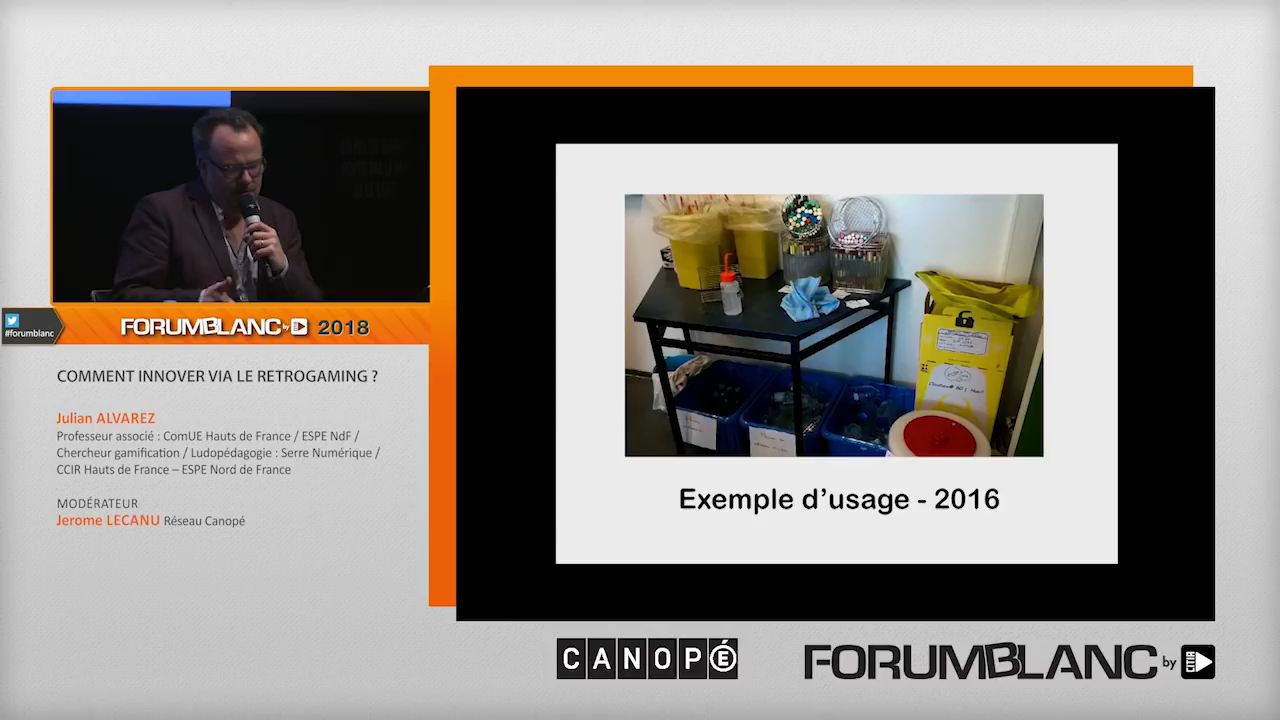 #forumblanc
FORUMBLANC by 2018
COMMENT INNOVER VIA LE RETROGAMING ?
Julian ALVAREZ
Professeur associé : ComUE Hauts de France / ESPE NdF /
Chercheur gamification / Ludopédagogie : Serre Numérique /
CCIR Hauts de France – ESPE Nord de France
MODÉRATEUR
Jerome LECANU Réseau Canopé
Exemple d’usage - 2016
CANOPÉ
FORUMBLANC by CITIA